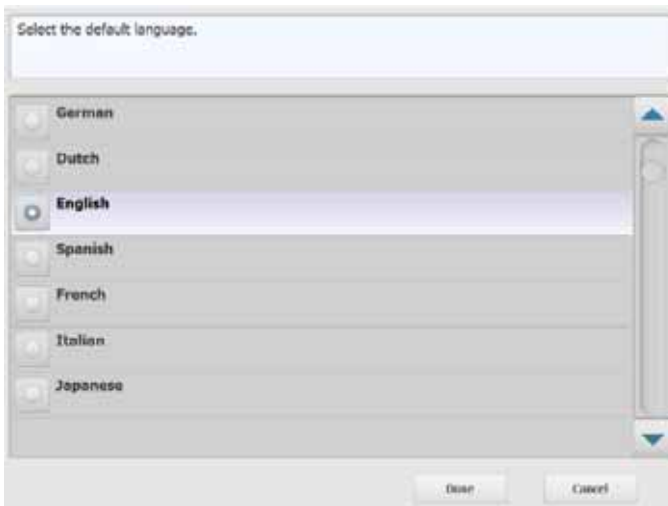 Select the default language.
German
Dutch
English
Spanish
French
Italian
Japanese
Done
Cancel